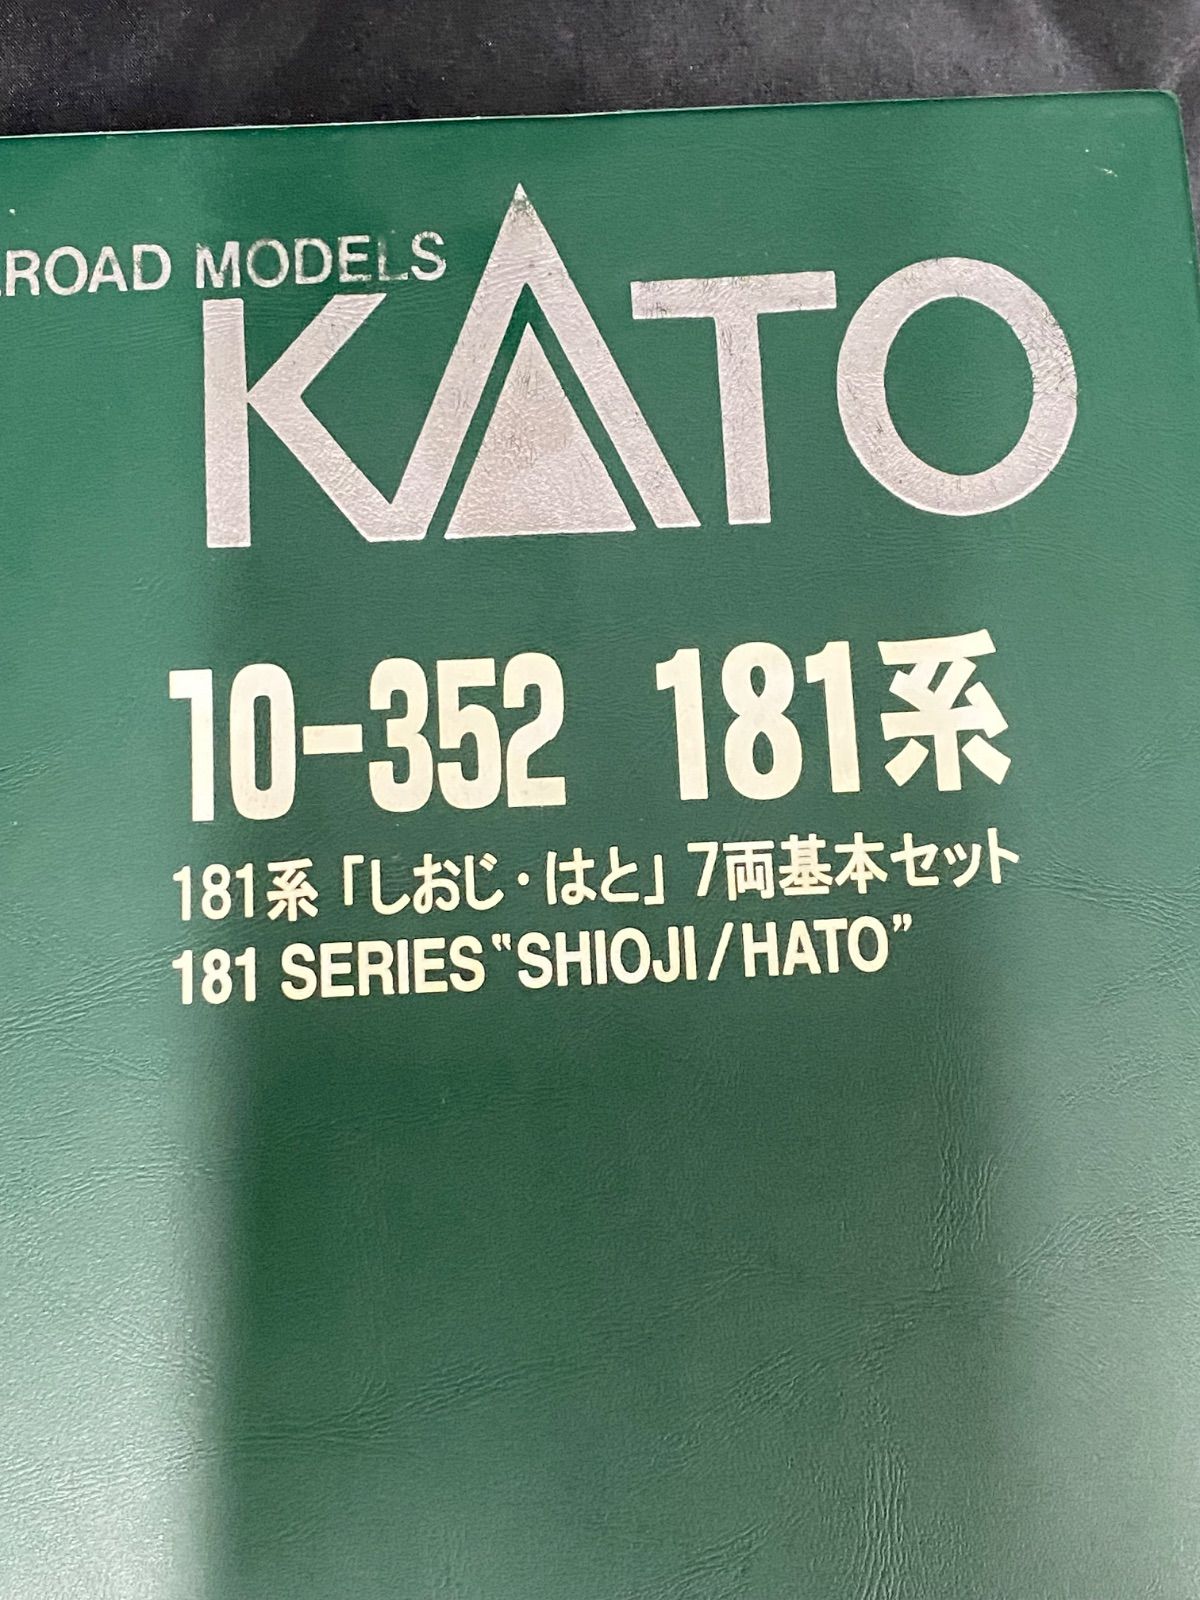 ROAD MODELS
KATO
10-352 181系
181系「しおじ・はと」7両基本セット
181 SERIES "SHIOJI/HATO"